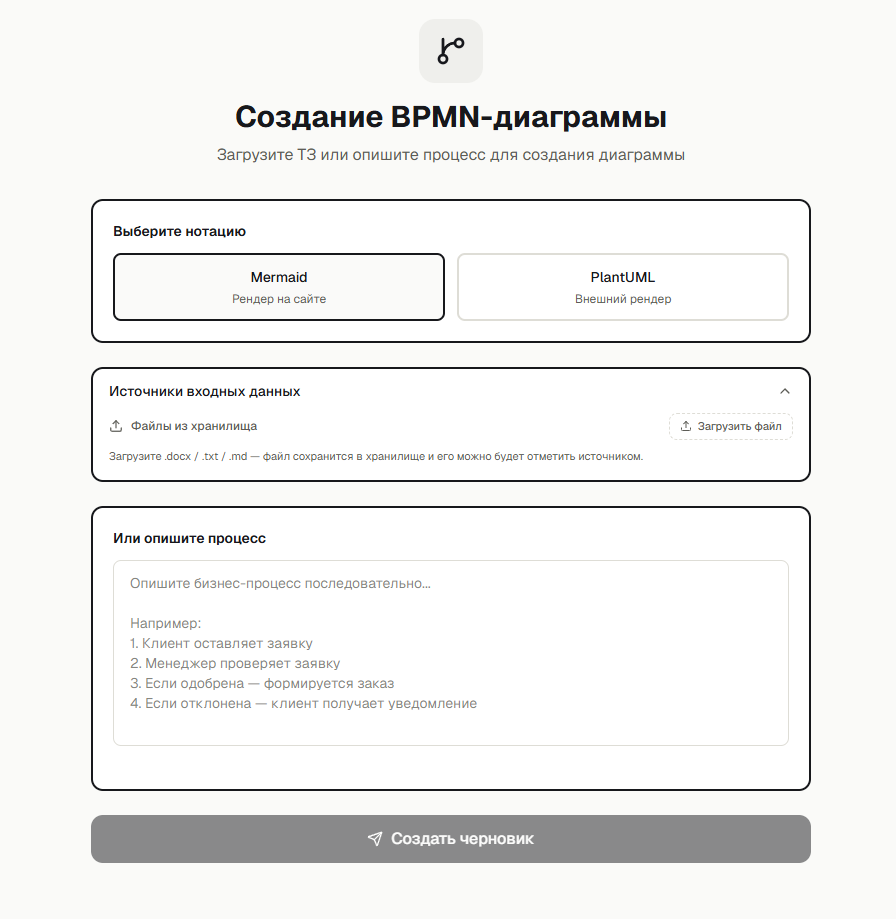 Создание BPMN-диаграммы
Загрузите ТЗ или опишите процесс для создания диаграммы
Выберите нотацию
Mermaid
Рендер на сайте
PlantUML
Внешний рендер
Источники входных данных
Файлы из хранилища
Загрузить файл
Загрузите .docx / .txt / .md — файл сохранится в хранилище и его можно будет отметить источником.
Или опишите процесс
Опишите бизнес-процесс последовательно...
Например:
1. Клиент оставляет заявку
2. Менеджер проверяет заявку
3. Если одобрена — формируется заказ
4. Если отклонена — клиент получает уведомление
Создать черновик